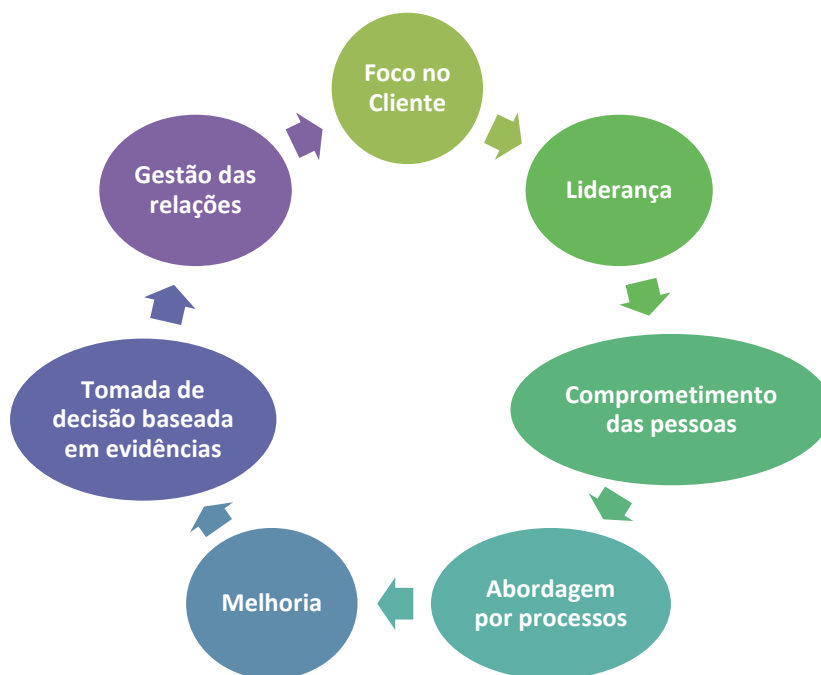 Foco no
Cliente
Liderança
Comprometimento
das pessoas
Abordagem
por processos
Melhoria
Tomada de
decisão baseada
em evidências
Gestão das
relações